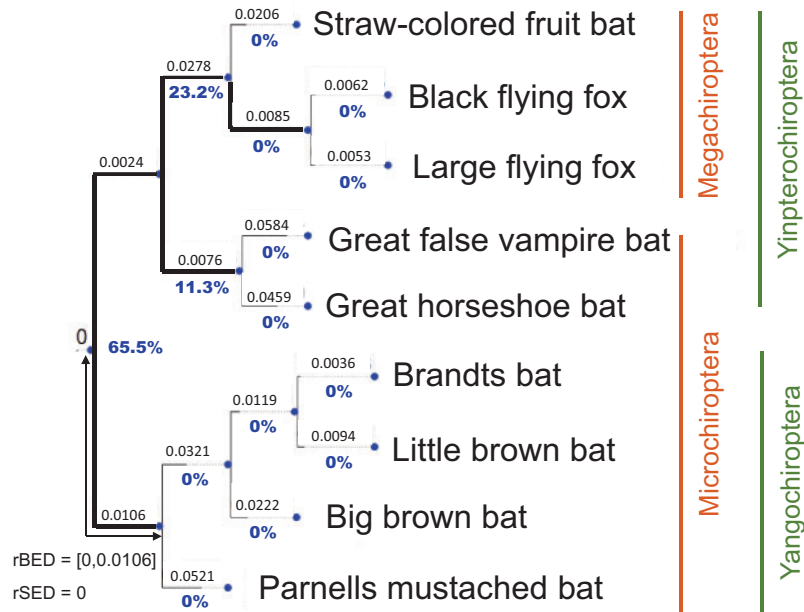 0.0206
Straw-colored fruit bat
0%
0.0278
23.2%
0.0062
Black flying fox
0%
0.0085
0%
0.0053
Large flying fox
0%
0.0024
0.0584
Great false vampire bat
0%
0.0076
11.3%
0.0459
Great horseshoe bat
0%
0
65.5%
0.0036
Brandts bat
0%
0.0119
0%
0.0094
Little brown bat
0%
0.0321
0%
0.0222
Big brown bat
0%
0.0106
rBED = [0,0.0106]
rSED = 0
0.0521
Parnells mustached bat
0%
Megachiroptera
Microchiroptera
Yinpterochiroptera
Yangochiroptera